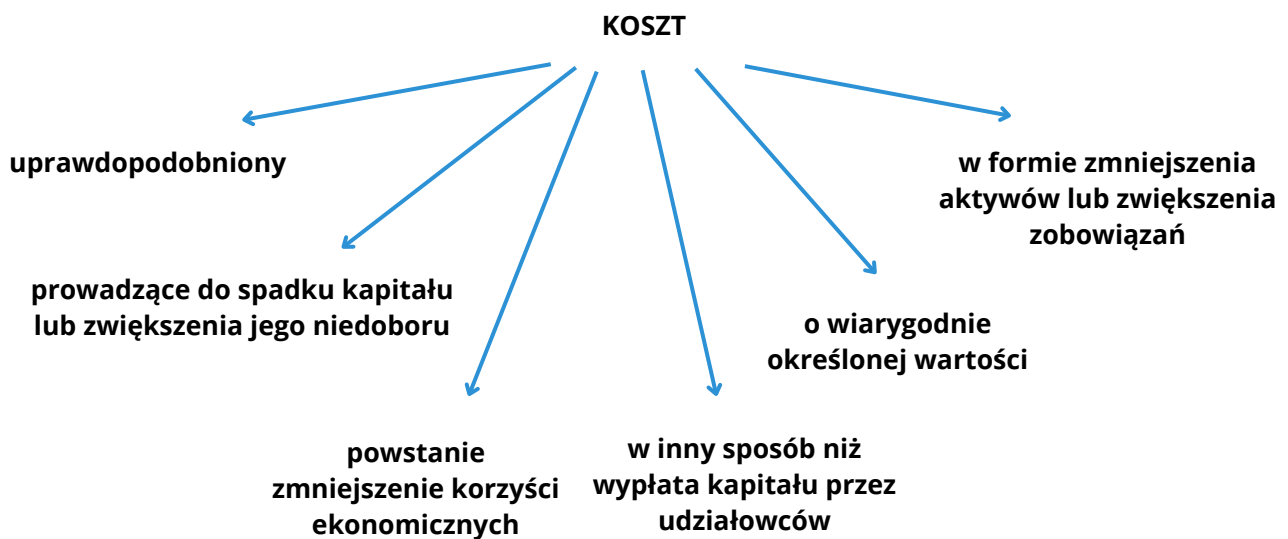 KOSZT
uprawdopodobniony
w formie zmniejszenia
aktywów lub zwiększenia
zobowiązań
prowadzące do spadku kapitału
lub zwiększenia jego niedoboru
o wiarygodnie
określonej wartości
powstanie
zmniejszenie korzyści
ekonomicznych
w inny sposób niż
wypłata kapitału przez
udziałowców